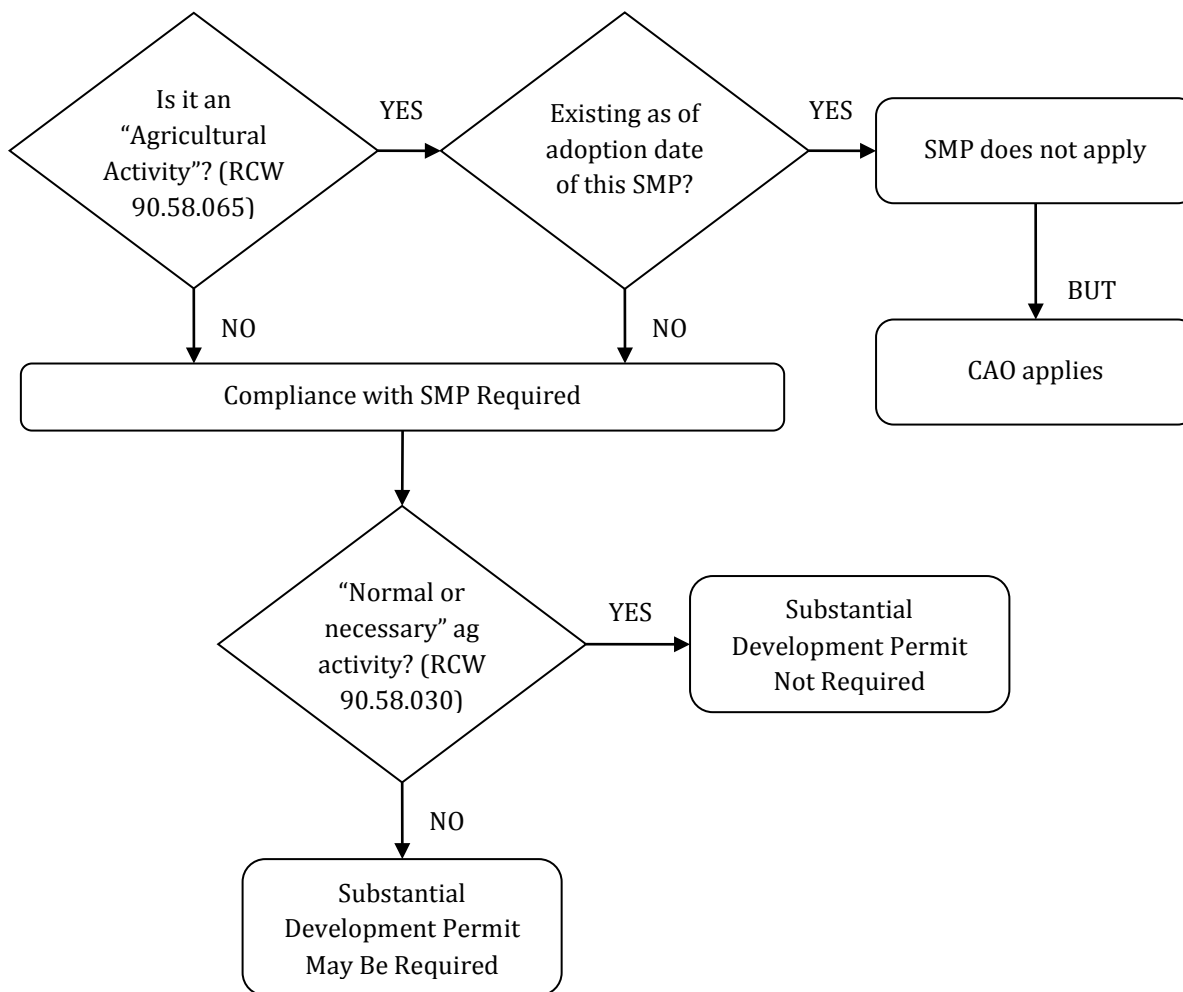 Is it an
“Agricultural
Activity”? (RCW
90.58.065)
YES
Existing as of
adoption date
of this SMP?
YES
SMP does not apply
BUT
CAO applies
NO
NO
Compliance with SMP Required
“Normal or
necessary” ag
activity? (RCW
90.58.030)
YES
Substantial
Development Permit
Not Required
NO
Substantial
Development Permit
May Be Required